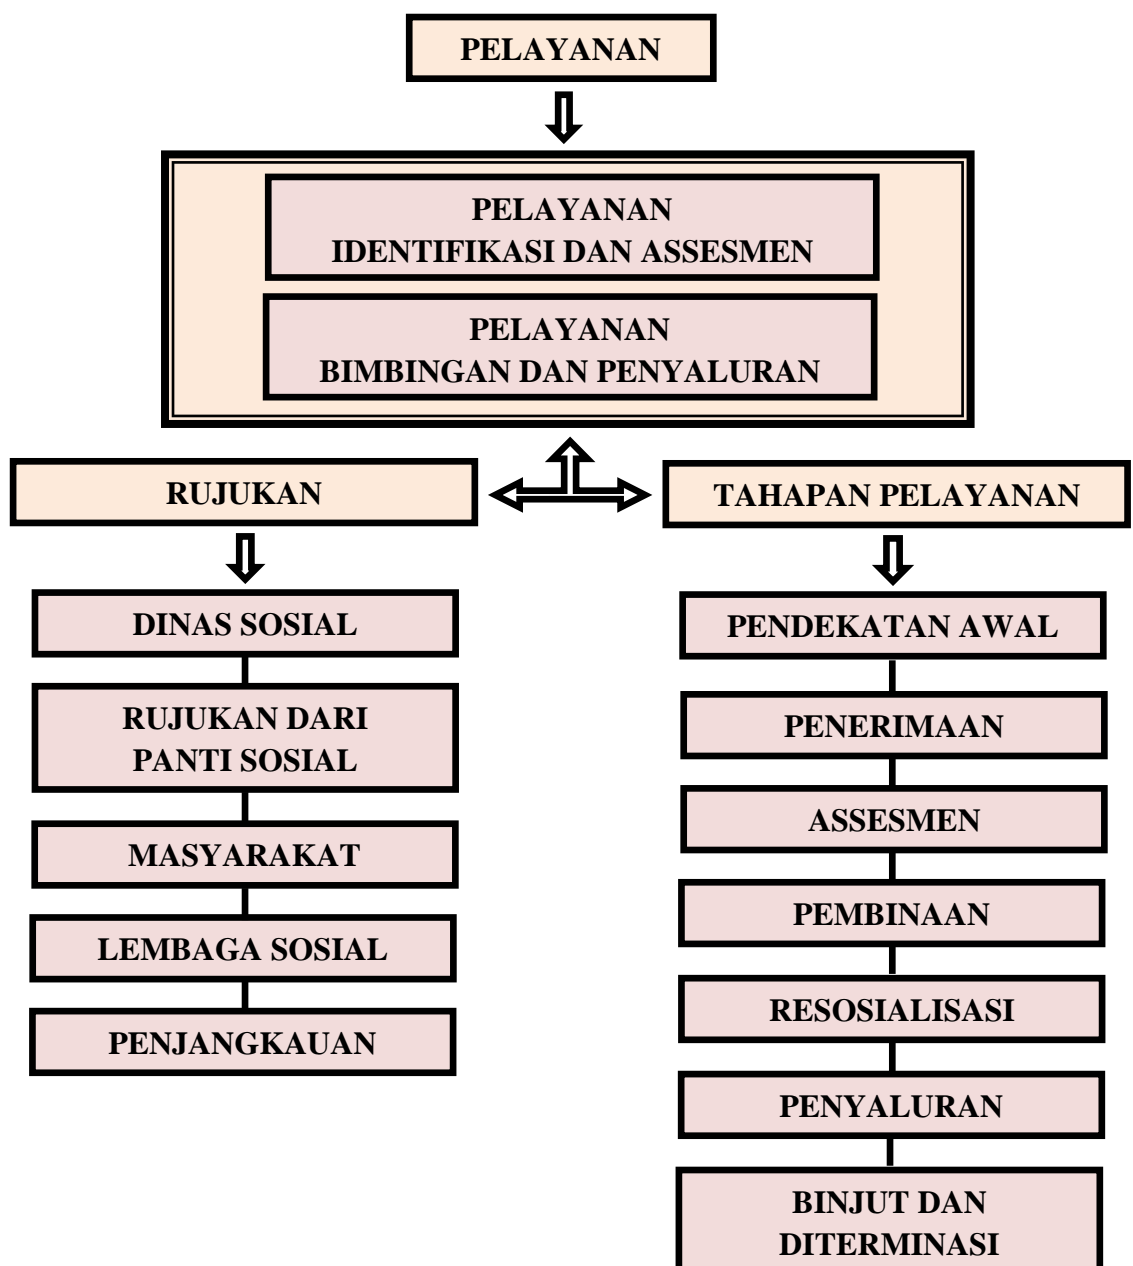 PELAYANAN
PELAYANAN
IDENTIFIKASI DAN ASSESMEN
PELAYANAN
BIMBINGAN DAN PENYALURAN
RUJUKAN
DINAS SOSIAL
RUJUKAN DARI
PANTI SOSIAL
MASYARAKAT
LEMBAGA SOSIAL
PENJANGKAUAN
TAHAPAN PELAYANAN
PENDEKATAN AWAL
PENERIMAAN
ASSESMEN
PEMBINAAN
RESOSIALISASI
PENYALURAN
BINJUT DAN
DITERMINASI